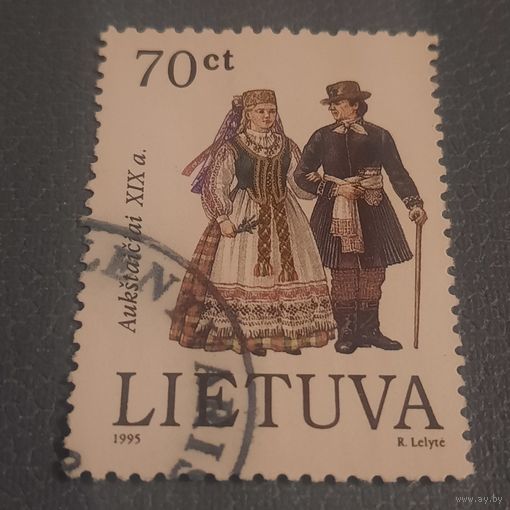 70ct
Aukštaičiai XIX a.
LIETUVA
1995
R. Lelytė
www.ay.by